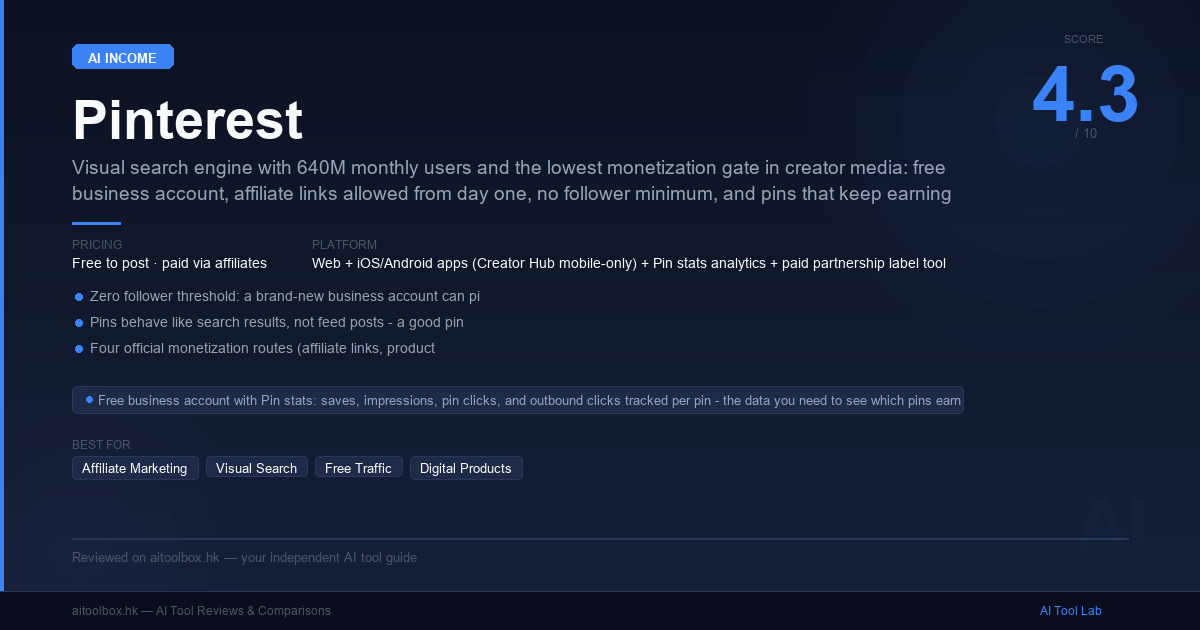 AI INCOME
SCORE
4.3
/ 10
Pinterest
Visual search engine with 640M monthly users and the lowest monetization gate in creator media: free
business account, affiliate links allowed from day one, no follower minimum, and pins that keep earning
PRICING
PLATFORM
Free to post · paid via affiliates
Web + iOS/Android apps (Creator Hub mobile-only) + Pin stats analytics + paid partnership label tool
Zero follower threshold: a brand-new business account can pi
Pins behave like search results, not feed posts - a good pin
Four official monetization routes (affiliate links, product
Free business account with Pin stats: saves, impressions, pin clicks, and outbound clicks tracked per pin - the data you need to see which pins earn
BEST FOR
Affiliate Marketing
Visual Search
Free Traffic
Digital Products
AI
Reviewed on aitoolbox.hk — your independent AI tool guide
aitoolbox.hk — AI Tool Reviews & Comparisons
AI Tool Lab